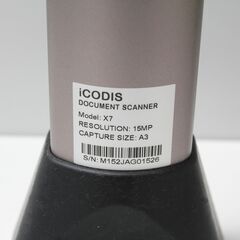 iCODIS
DOCUMENT SCANNER
Model: X7
RESOLUTION: 15MP
CAPTURE SIZE: A3
S/N: M152JAG01526